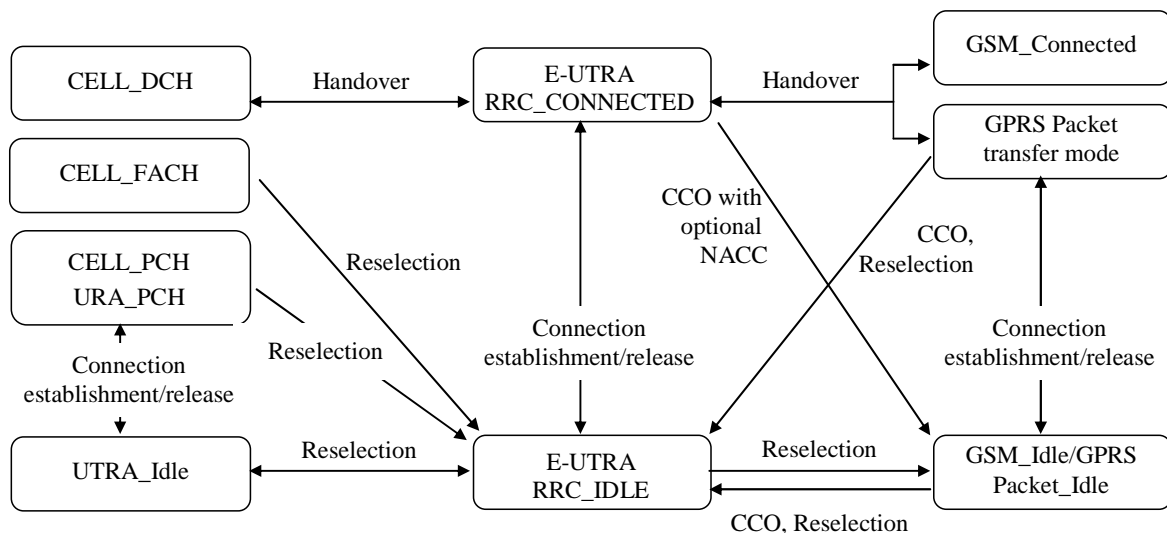 GSM_Connected
CELL_DCH
Handover
E-UTRA
RRC_CONNECTED
Handover
GPRS Packet
transfer mode
CELL_FACH
CCO with
optional
NACC
CCO,
Reselection
CELL_PCH
URA_PCH
Reselection
Reselection
Connection
establishment/release
Connection
establishment/release
Connection
establishment/release
UTRA_Idle
Reselection
E-UTRA
RRC_IDLE
Reselection
GSM_Idle/GPRS
Packet_Idle
CCO, Reselection